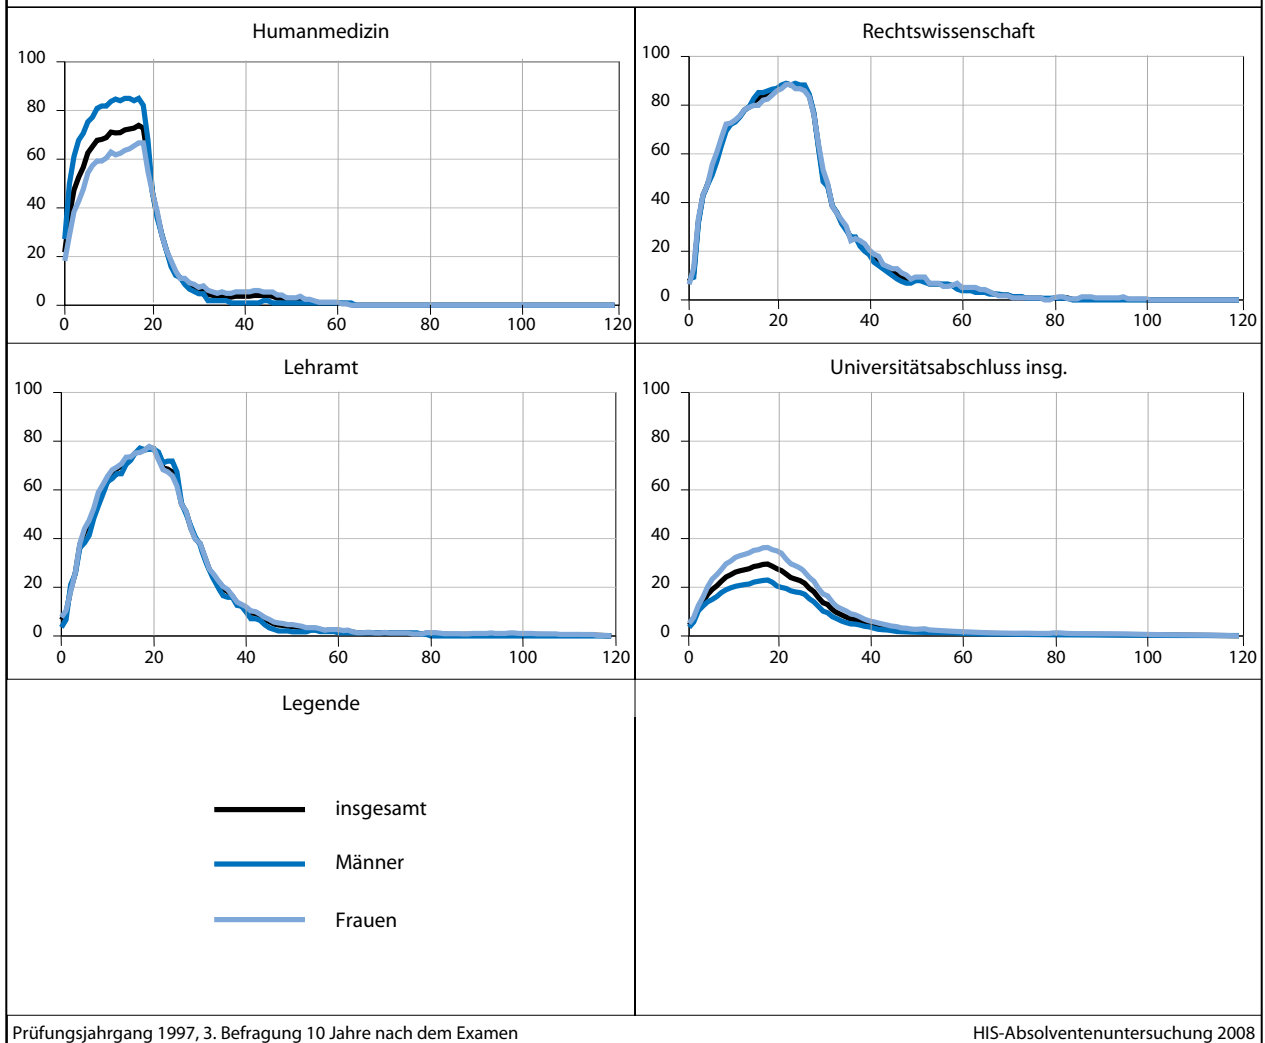 Humanmedizin
100
80
60
40
20
0
0 20 40 60 80 100 120
Rechtswissenschaft
100
80
60
40
20
0
0 20 40 60 80 100 120
Lehramt
100
80
60
40
20
0
0 20 40 60 80 100 120
Universitätsabschluss insg.
100
80
60
40
20
0
0 20 40 60 80 100 120
Legende
insgesamt
Männer
Frauen
Prüfungsjahrgang 1997, 3. Befragung 10 Jahre nach dem Examen
HIS-Absolventenuntersuchung 2008